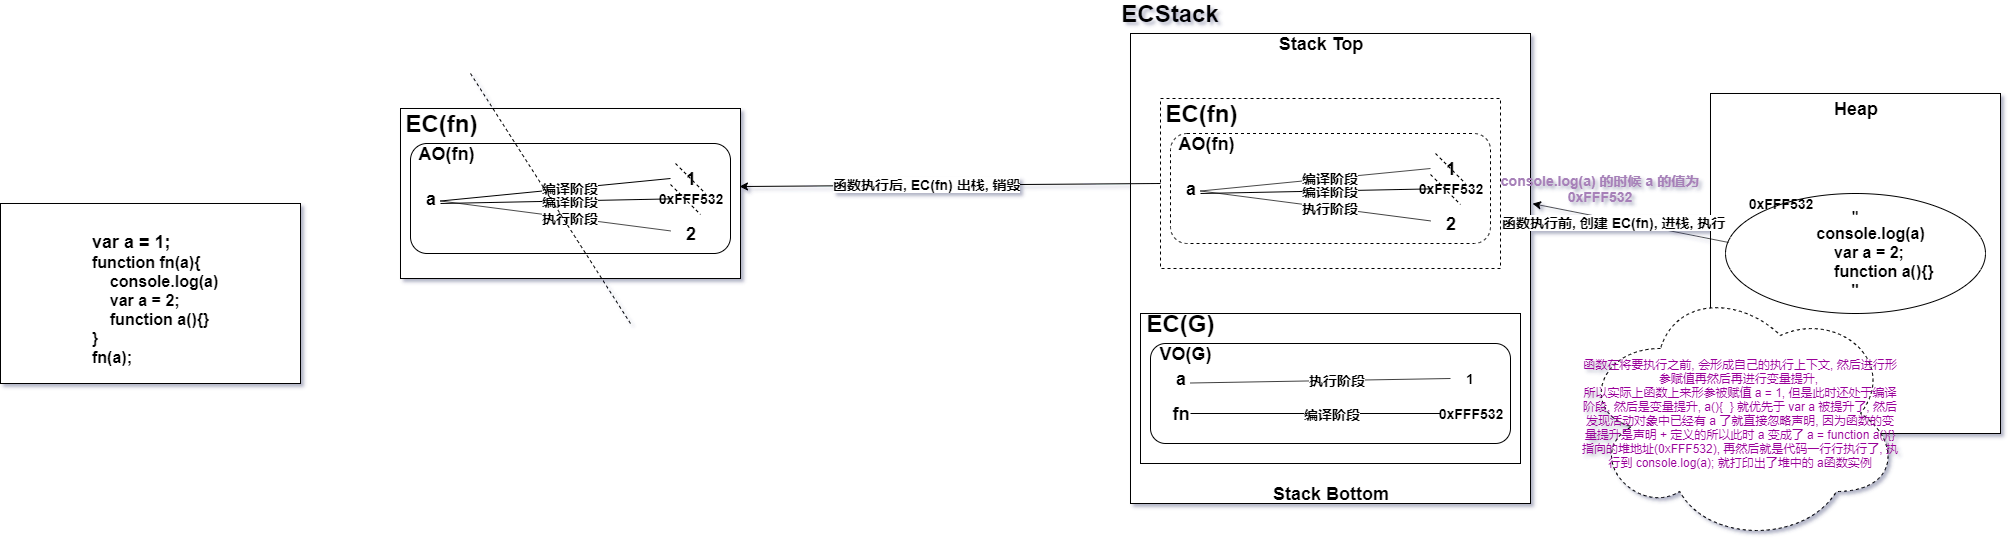 var a = 1;
function fn(a){
console.log(a)
var a = 2;
function a(){}
}
fn(a);
EC(fn)
AO(fn)
a
编译阶段
1
编译阶段
0xFFF532
执行阶段
2
函数执行后, EC(fn) 出栈, 销毁
ECStack
Stack Top
EC(fn)
AO(fn)
a
编译阶段
1
编译阶段
0xFFF532
执行阶段
2
EC(G)
VO(G)
a
执行阶段
1
fn
编译阶段
0xFFF532
Stack Bottom
console.log(a) 的时候 a 的值为
0xFFF532
函数执行前, 创建 EC(fn), 进栈, 执行
Heap
0xFFF532
"
console.log(a)
var a = 2;
function a(){}
"
函数在将要执行之前, 会形成自己的执行上下文, 然后进行形
参赋值再然后再进行变量提升,
所以实际上函数上来形参被赋值 a = 1, 但是此时还处于编译
阶段, 然后是变量提升, a(){ } 就优先于 var a 被提升了, 然后
发现活动对象中已经有 a 了就直接忽略声明, 因为函数的变
量提升是声明 + 定义的所以此时 a 变成了 a = function a(){}
指向的堆地址(0xFFF532), 再然后就是代码一行行执行了, 执
行到 console.log(a); 就打印出了堆中的 a函数实例